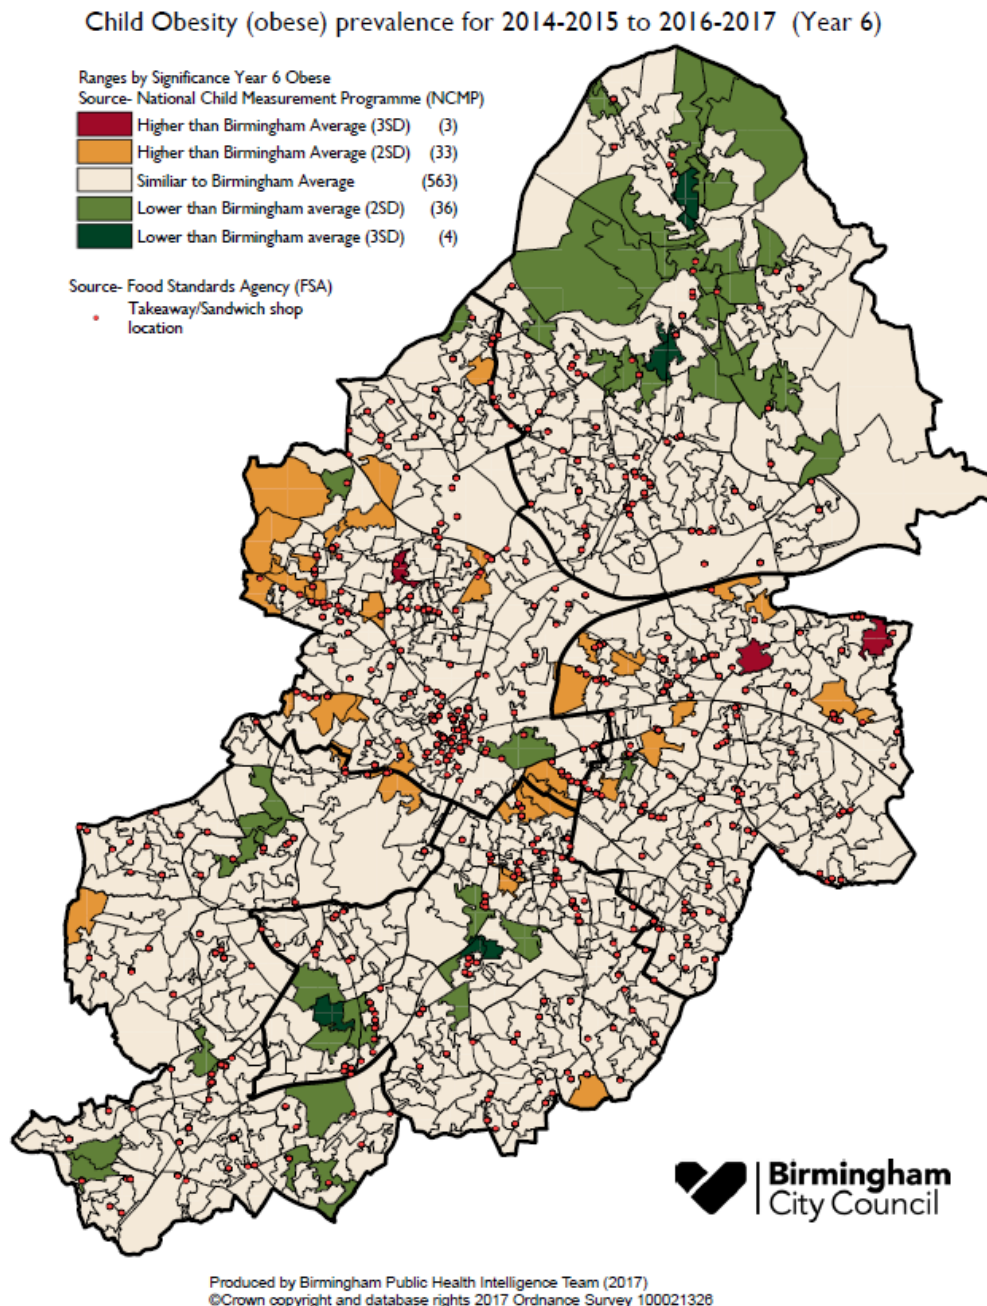 Child Obesity (obese) prevalence for 2014-2015 to 2016-2017 (Year 6)
Ranges by Significance Year 6 Obese
Source- National Child Measurement Programme (NCMP)
Higher than Birmingham Average (3SD) (3)
Higher than Birmingham Average (2SD) (33)
Similiar to Birmingham Average (563)
Lower than Birmingham average (2SD) (36)
Lower than Birmingham average (3SD) (4)
Source- Food Standards Agency (FSA)
Takeaway/Sandwich shop
location
Birmingham
City Council
Produced by Birmingham Public Health Intelligence Team (2017)
©Crown copyright and database rights 2017 Ordnance Survey 100021326